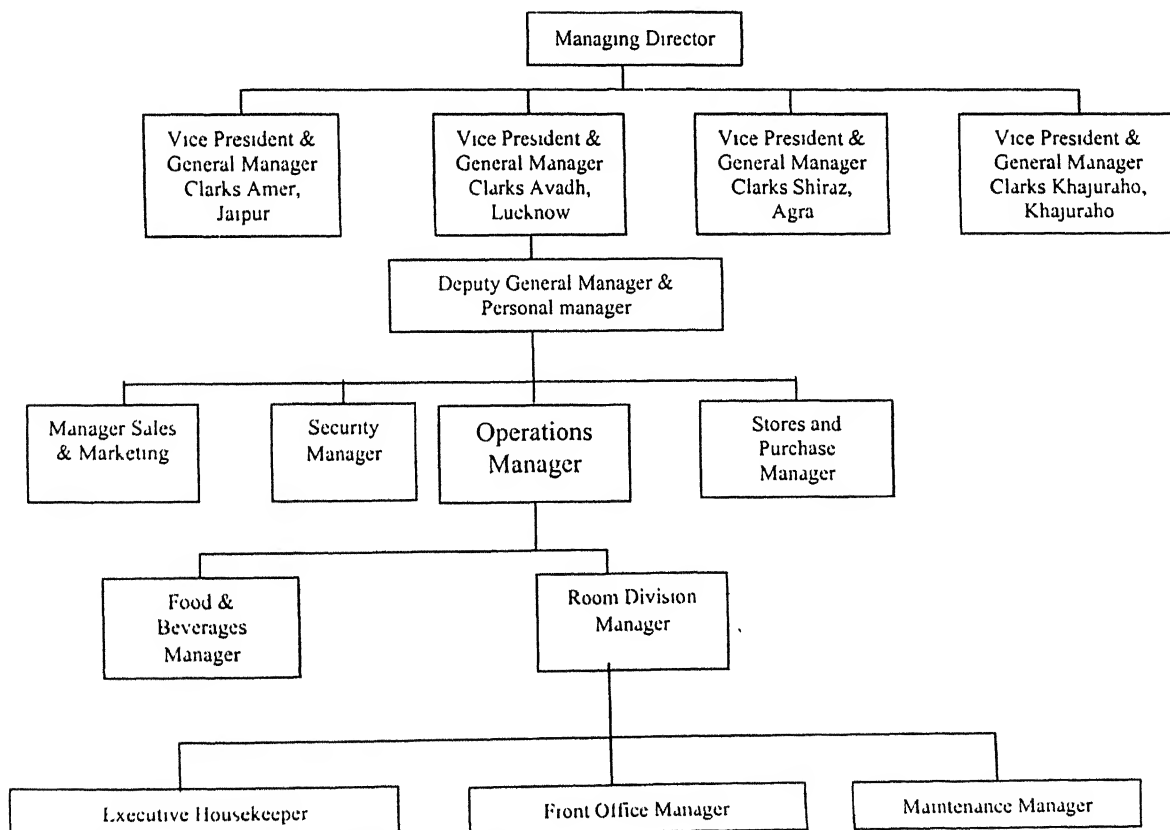 Managing Director
Vice President &
General Manager
Clarks Amer,
Jaipur
Vice President &
General Manager
Clarks Avadh,
Lucknow
Vice President &
General Manager
Clarks Shiraz,
Agra
Vice President &
General Manager
Clarks Khajuraho,
Khajuraho
Deputy General Manager &
Personal manager
Manager Sales
& Marketing
Security
Manager
Operations
Manager
Stores and
Purchase
Manager
Food &
Beverages
Manager
Room Division
Manager
Executive Housekeeper
Front Office Manager
Maintenance Manager